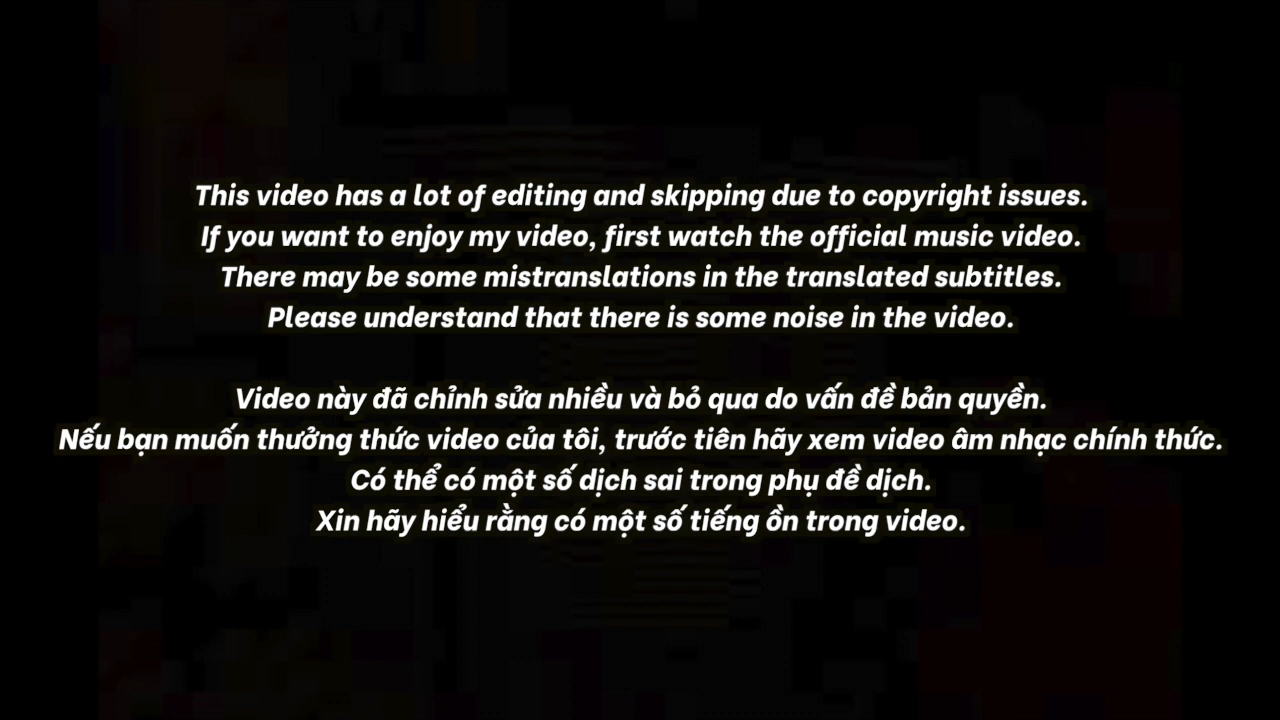 This video has a lot of editing and skipping due to copyright issues.
If you want to enjoy my video, first watch the official music video.
There may be some mistranslations in the translated subtitles.
Please understand that there is some noise in the video.
Video này đã chỉnh sửa nhiều và bỏ qua do vấn đề bản quyền.
Nếu bạn muốn thưởng thức video của tôi, trước tiên hãy xem video âm nhạc chính thức.
Có thể có một số dịch sai trong phụ đề dịch.
Xin hãy hiểu rằng có một số tiếng ồn trong video.